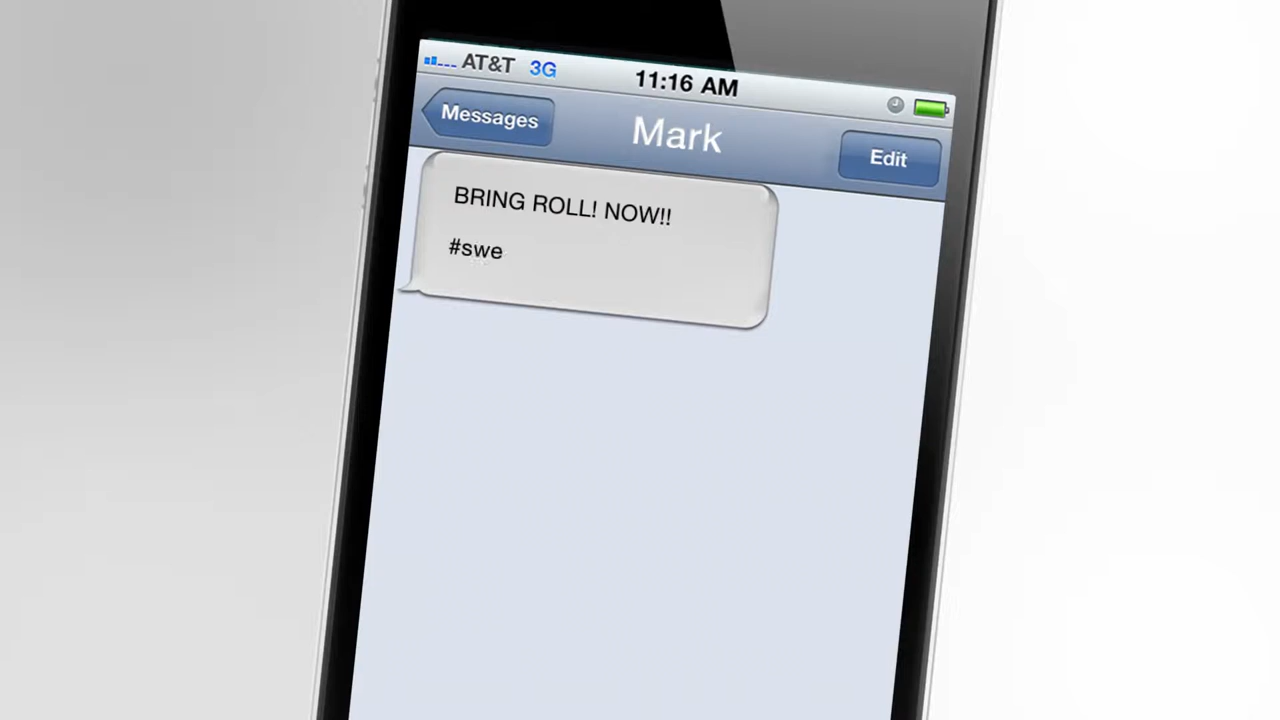 AT&T 3G 11:16 AM
Messages Mark Edit
BRING ROLL! NOW!!
#swe